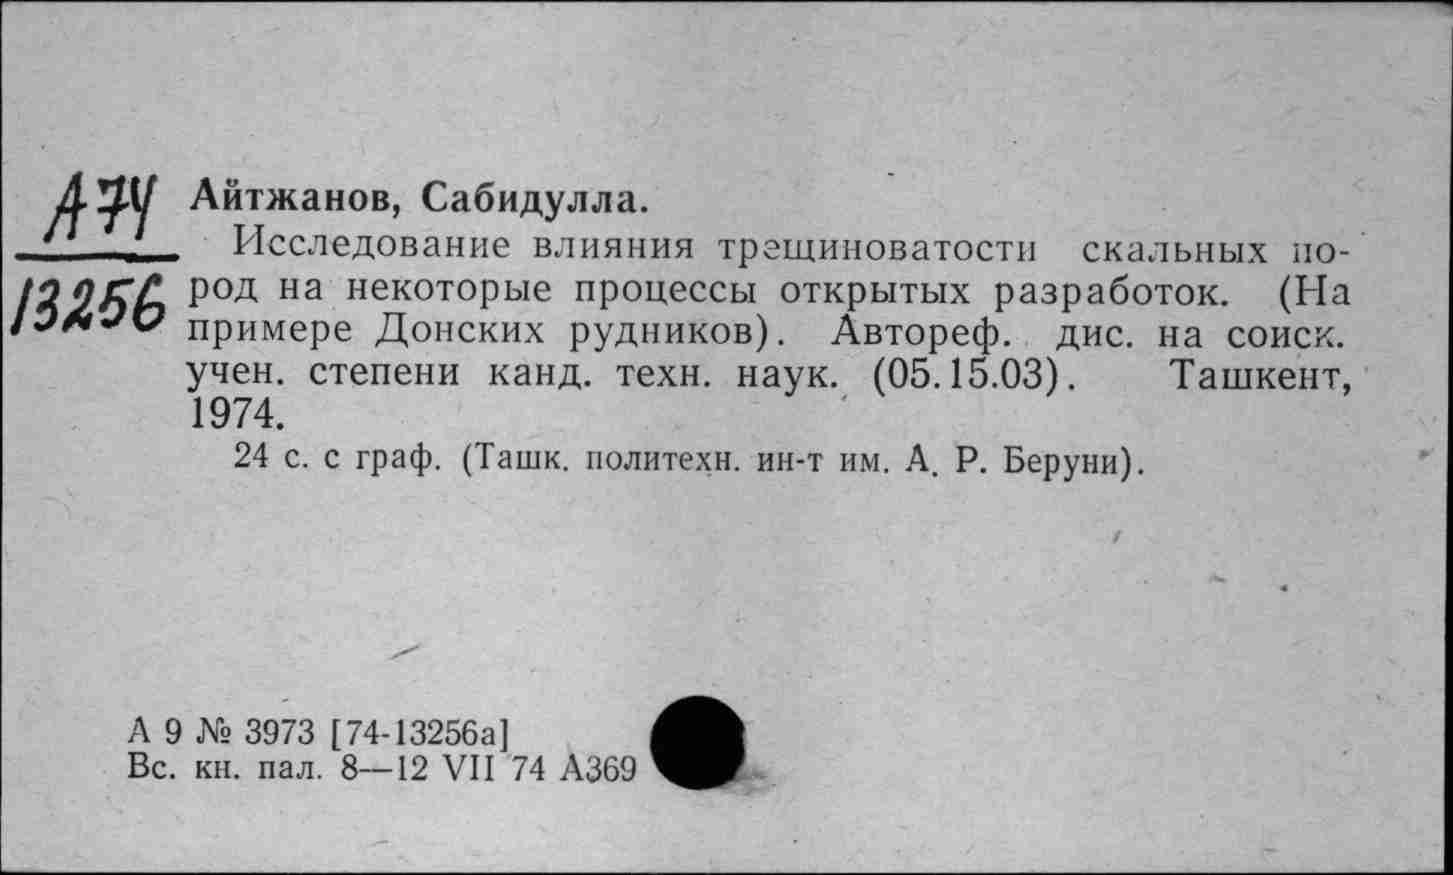 А74
13256
Айтжанов, Сабидулла.
Исследование влияния трещиноватости скальных по-
род на некоторые процессы открытых разработок. (На
примере Донских рудников). Автореф. дис. на соиск.
учен. степени канд. техн. наук. (05.15.03). Ташкент,
1974.
24 с. с граф. (Ташк. политехн. ин-т им. А. Р. Беруни).
А 9 № 3973 [74-13256а]
Вс. кн. пал. 8—12 VII 74 А369